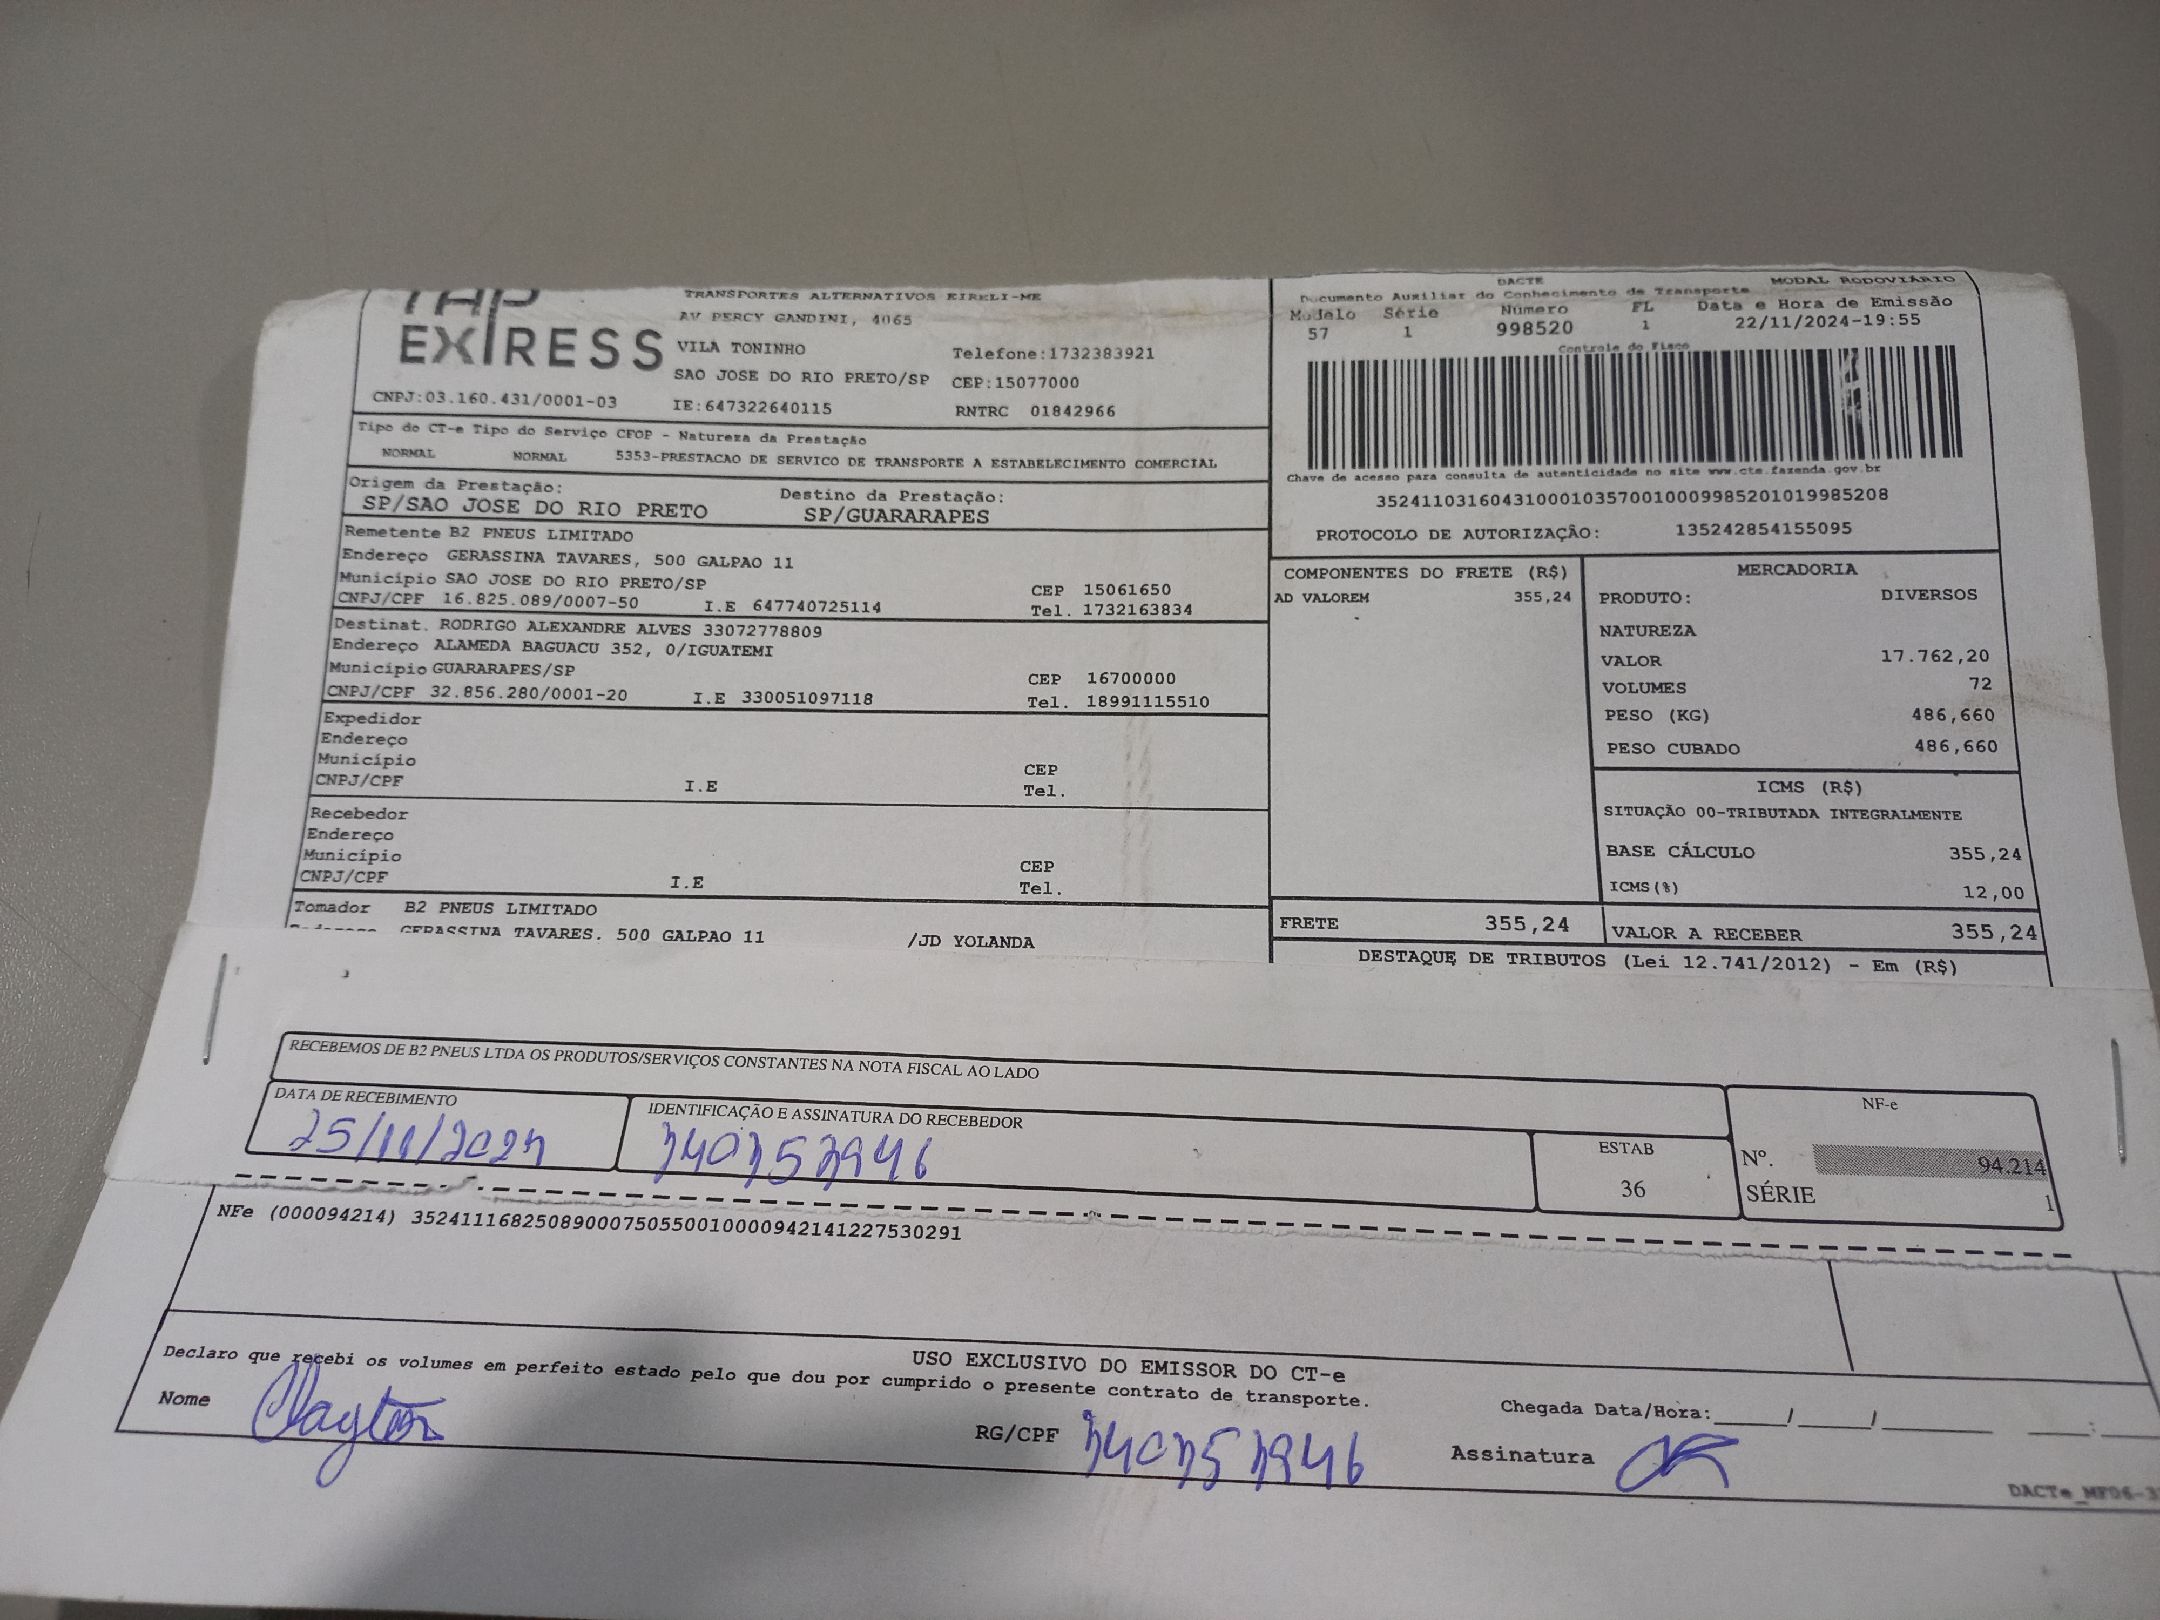 TAP
EXPRESS
TRANSPORTES ALTERNATIVOS EIRELI-ME
AV PERCY GANDINI, 4065
VILA TONINHO Telefone:1732383921
SAO JOSE DO RIO PRETO/SP CEP:15077000
CNPJ:03.160.431/0001-03 IE:647322640115 RNTRC 01842966
Tipo do CT-e Tipo do Serviço CFOP - Natureza da Prestação
NORMAL NORMAL 5353-PRESTACAO DE SERVICO DE TRANSPORTE A ESTABELECIMENTO COMERCIAL
Origem da Prestação: Destino da Prestação:
SP/SAO JOSE DO RIO PRETO SP/GUARARAPES
Remetente B2 PNEUS LIMITADO
Endereço GERASSINA TAVARES, 500 GALPAO 11
Município SAO JOSE DO RIO PRETO/SP CEP 15061650
CNPJ/CPF 16.825.089/0007-50 I.E 647740725114 Tel. 1732163834
Destinat. RODRIGO ALEXANDRE ALVES 33072778809
Endereço ALAMEDA BAGUACU 352, 0/IGUATEMI
Município GUARARAPES/SP CEP 16700000
CNPJ/CPF 32.856.280/0001-20 I.E 330051097118 Tel. 18991115510
Expedidor
Endereço
Município CEP
CNPJ/CPF I.E Tel.
Recebedor
Endereço
Município CEP
CNPJ/CPF I.E Tel.
Tomador B2 PNEUS LIMITADO
Endereço GERASSINA TAVARES. 500 GALPAO 11 /JD YOLANDA
DACTE MODAL RODOVIÁRIO
Documento Auxiliar do Conhecimento de Transporte
Modelo Série Número FL Data e Hora de Emissão
57 1 998520 1 22/11/2024-19:55
Controle do Fisco
Chave de acesso para consulta de autenticidade no site www.cte.fazenda.gov.br
35241103160431000103570010009985201019985208
PROTOCOLO DE AUTORIZAÇÃO: 135242854155095
COMPONENTES DO FRETE (R$)
AD VALOREM 355,24
MERCADORIA
PRODUTO: DIVERSOS
NATUREZA
VALOR 17.762,20
VOLUMES 72
PESO (KG) 486,660
PESO CUBADO 486,660
ICMS (R$)
SITUAÇÃO 00-TRIBUTADA INTEGRALMENTE
BASE CÁLCULO 355,24
ICMS(%) 12,00
FRETE 355,24 VALOR A RECEBER 355,24
DESTAQUE DE TRIBUTOS (Lei 12.741/2012) - Em (R$)
RECEBEMOS DE B2 PNEUS LTDA OS PRODUTOS/SERVIÇOS CONSTANTES NA NOTA FISCAL AO LADO
DATA DE RECEBIMENTO IDENTIFICAÇÃO E ASSINATURA DO RECEBEDOR
25/11/2024
ESTAB
36
NF-e
Nº. 94.214
SÉRIE 1
NFe (000094214) 35241116825089000750550010000942141227530291
USO EXCLUSIVO DO EMISSOR DO CT-e
Declaro que recebi os volumes em perfeito estado pelo que dou por cumprido o presente contrato de transporte.
Nome Clayton RG/CPF Assinatura
Chegada Data/Hora:_____/_____/_______ ____:____